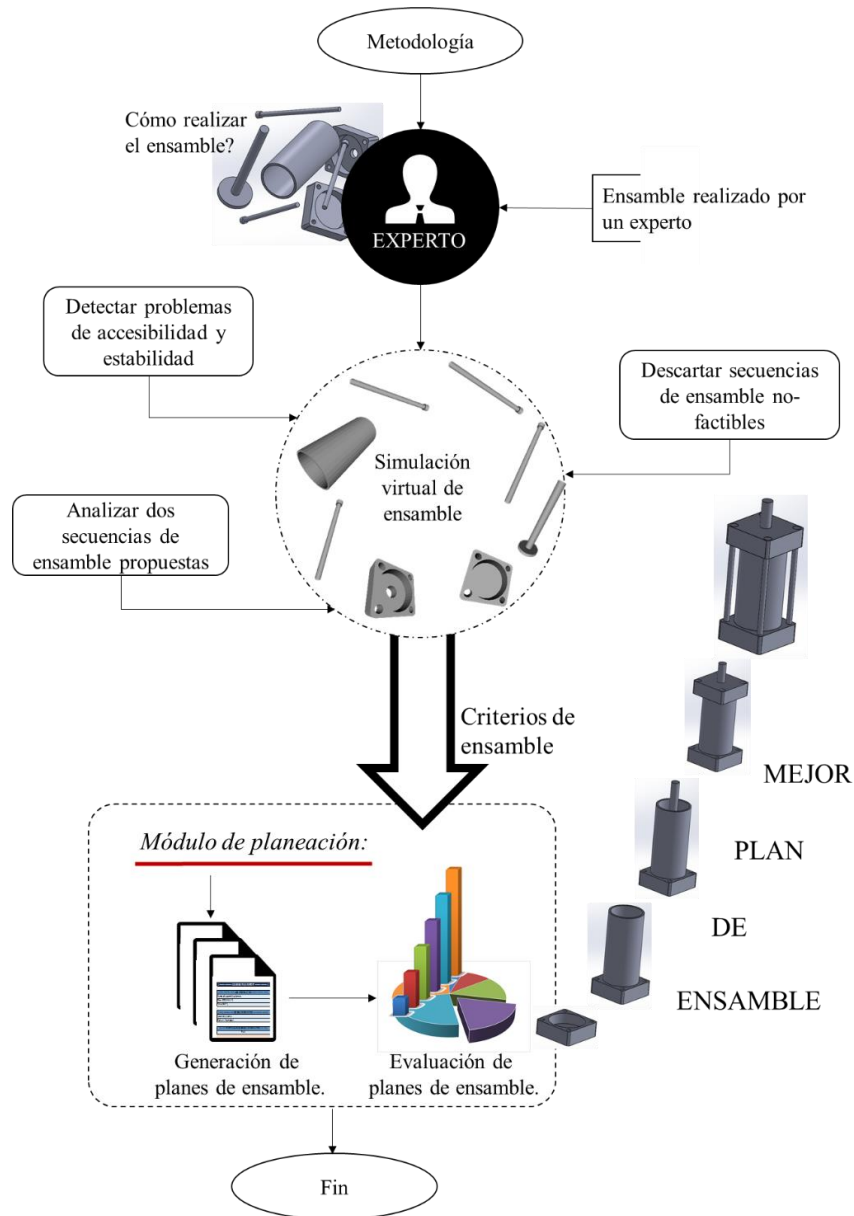 Metodología
Cómo realizar
el ensamble?
EXPERTO
Ensamble realizado por
un experto
Detectar problemas
de accesibilidad y
estabilidad
Descartar secuencias
de ensamble no-
factibles
Simulación
virtual de
ensamble
Analizar dos
secuencias de
ensamble propuestas
Criterios de
ensamble
MEJOR
PLAN
DE
ENSAMBLE
Módulo de planeación:
Generación de
planes de ensamble.
Evaluación de
planes de ensamble.
Fin